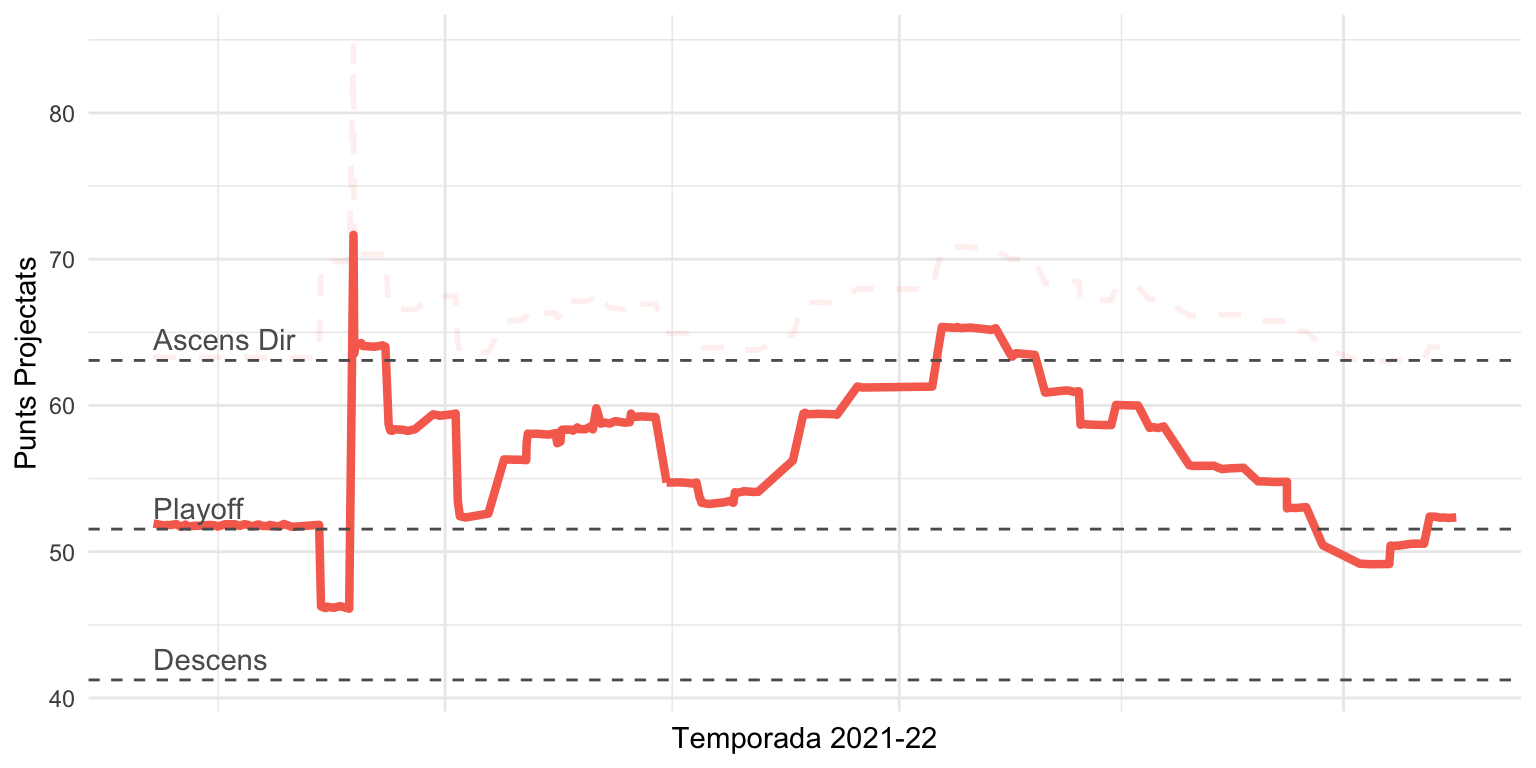 80
70
60
50
40
Punts Projectats
Ascens Dir
Playoff
Descens
Temporada 2021-22